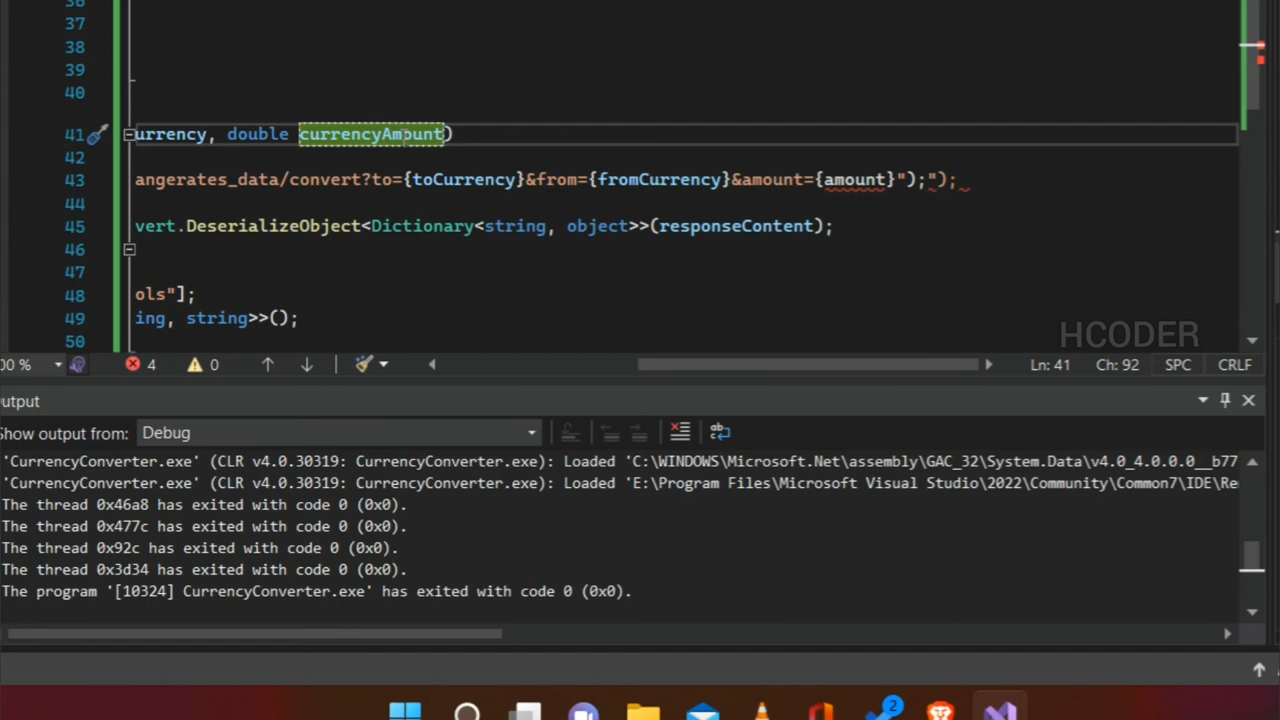 36
37
38
39
40
41 urrency, double currencyAmount)
42
43 angerates_data/convert?to={toCurrency}&from={fromCurrency}&amount={amount}");");
44
45 vert.DeserializeObject<Dictionary<string, object>>(responseContent);
46
47
48 ols"];
49 ing, string>>();
50
HCODER
00 % 4 0 Ln: 41 Ch: 92 SPC CRLF
utput
Show output from: Debug
'CurrencyConverter.exe' (CLR v4.0.30319: CurrencyConverter.exe): Loaded 'C:\WINDOWS\Microsoft.Net\assembly\GAC_32\System.Data\v4.0_4.0.0.0__b77
'CurrencyConverter.exe' (CLR v4.0.30319: CurrencyConverter.exe): Loaded 'E:\Program Files\Microsoft Visual Studio\2022\Community\Common7\IDE\Re
The thread 0x46a8 has exited with code 0 (0x0).
The thread 0x477c has exited with code 0 (0x0).
The thread 0x92c has exited with code 0 (0x0).
The thread 0x3d34 has exited with code 0 (0x0).
The program '[10324] CurrencyConverter.exe' has exited with code 0 (0x0).
2